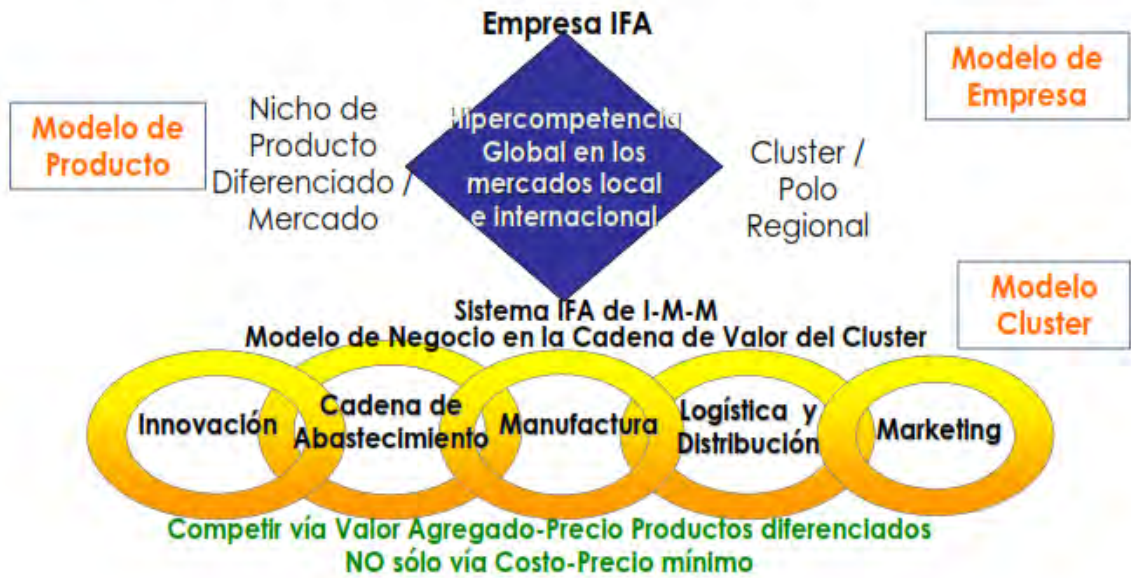 Empresa IFA
Modelo de
Empresa
Modelo de
Producto
Nicho de
Producto
Diferenciado /
Mercado
Hipercompetencia
Global en los
mercados local
e internacional
Cluster /
Polo
Regional
Modelo
Cluster
Sistema IFA de I-M-M
Modelo de Negocio en la Cadena de Valor del Cluster
Innovación
Cadena de
Abastecimiento
Manufactura
Logística y
Distribución
Marketing
Competir vía Valor Agregado-Precio Productos diferenciados
NO sólo vía Costo-Precio mínimo